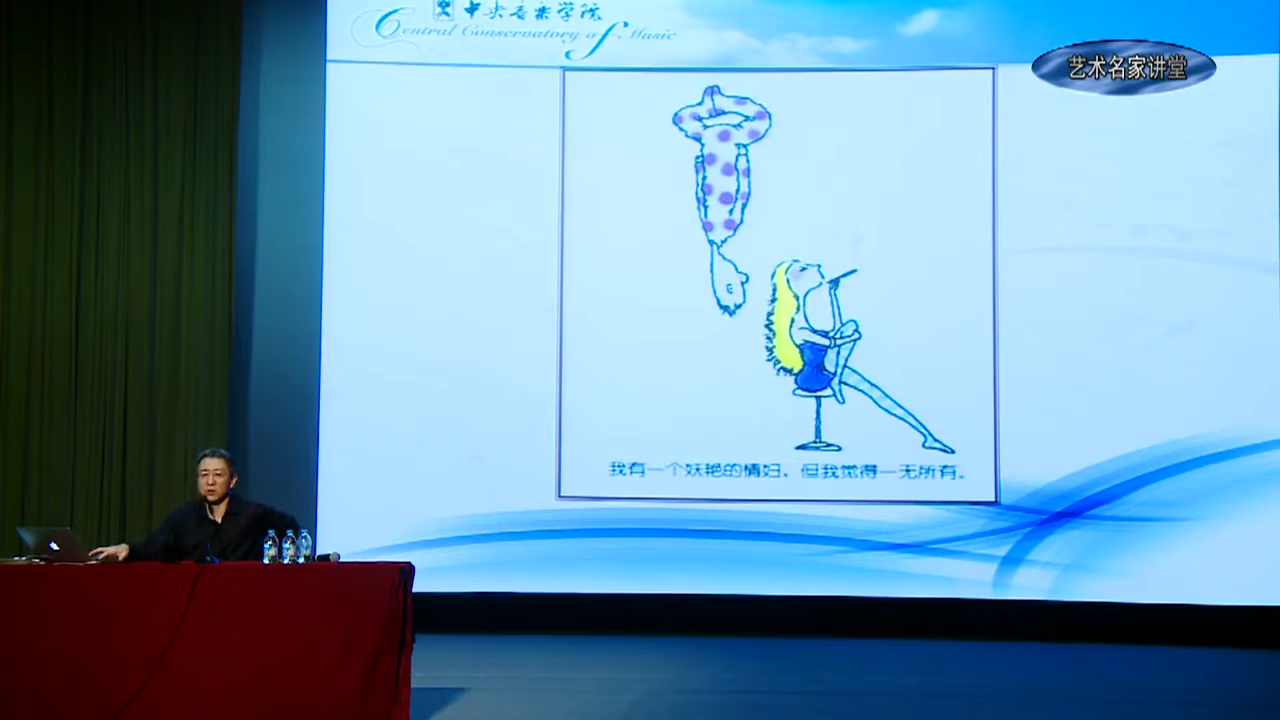 中央音乐学院
Central Conservatory of Music
艺术名家讲堂
我有一个妖艳的情妇，但我觉得一无所有。